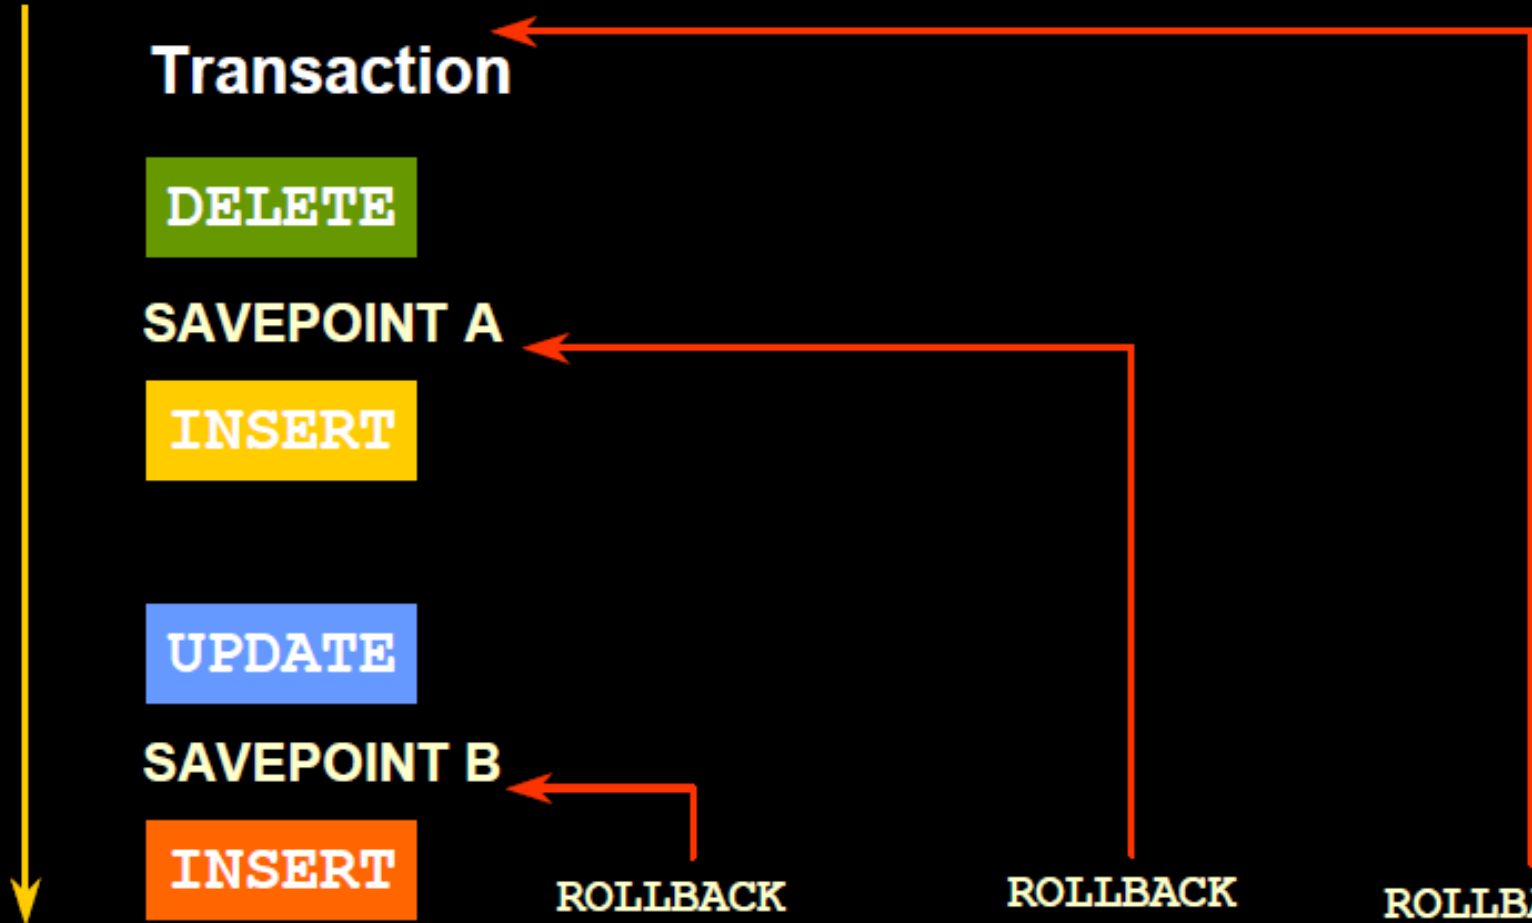 Transaction
DELETE
SAVEPOINT A
INSERT
UPDATE
SAVEPOINT B
INSERT
ROLLBACK
ROLLBACK